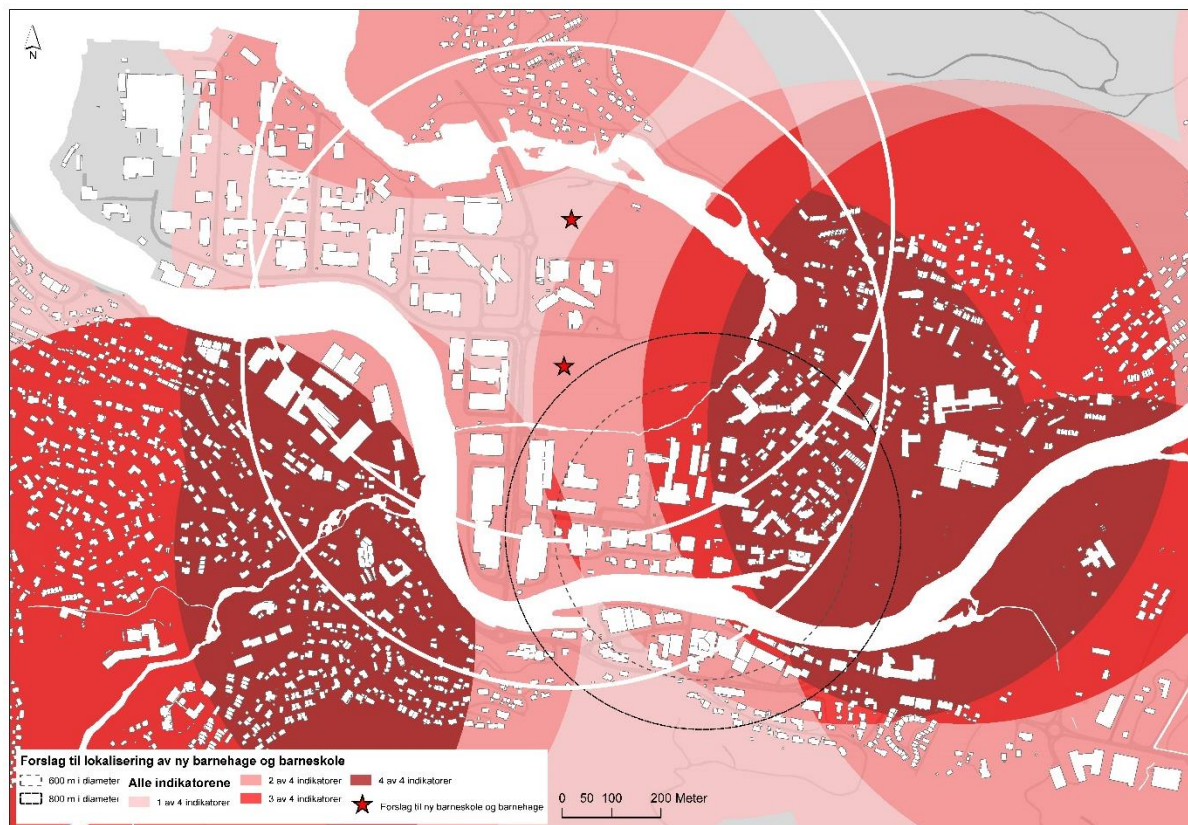 N
Forslag til lokalisering av ny barnehage og barneskole
600 m i diameter
Alle indikatorene
2 av 4 indikatorer
4 av 4 indikatorer
800 m i diameter
1 av 4 indikatorer
3 av 4 indikatorer
Forslag til ny barneskole og barnehage
0 50 100 200 Meter